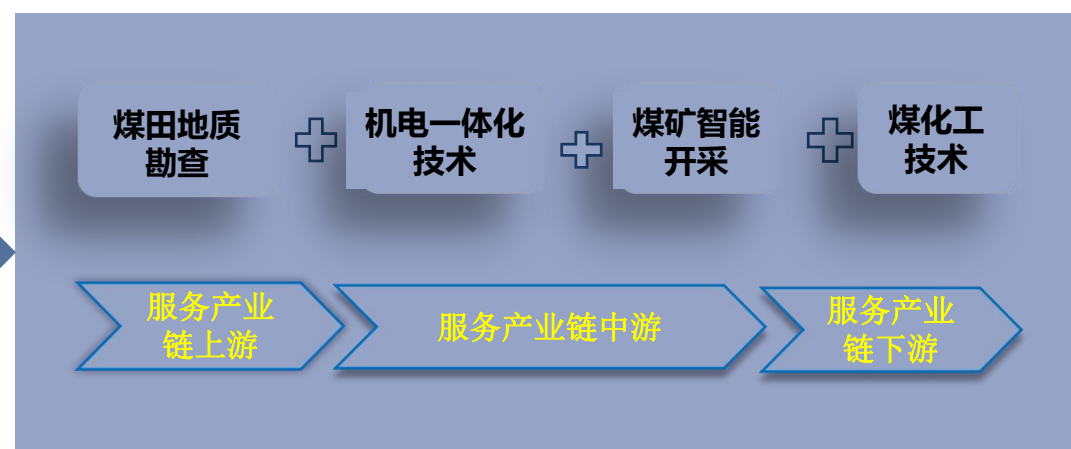 煤田地质
勘查
机电一体化
技术
煤矿智能
开采
煤化工
技术
服务产业
链上游
服务产业链中游
服务产业
链下游